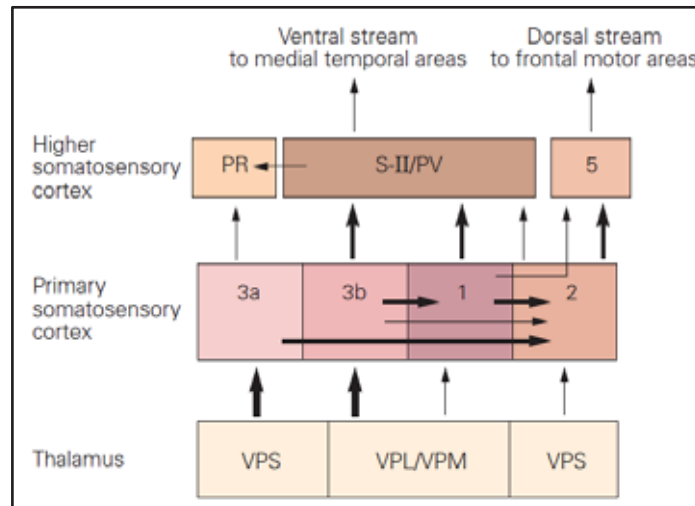 Ventral stream
to medial temporal areas
Dorsal stream
to frontal motor areas
Higher
somatosensory
cortex
PR
S-II/PV
5
Primary
somatosensory
cortex
3a
3b
1
2
Thalamus
VPS
VPL/VPM
VPS